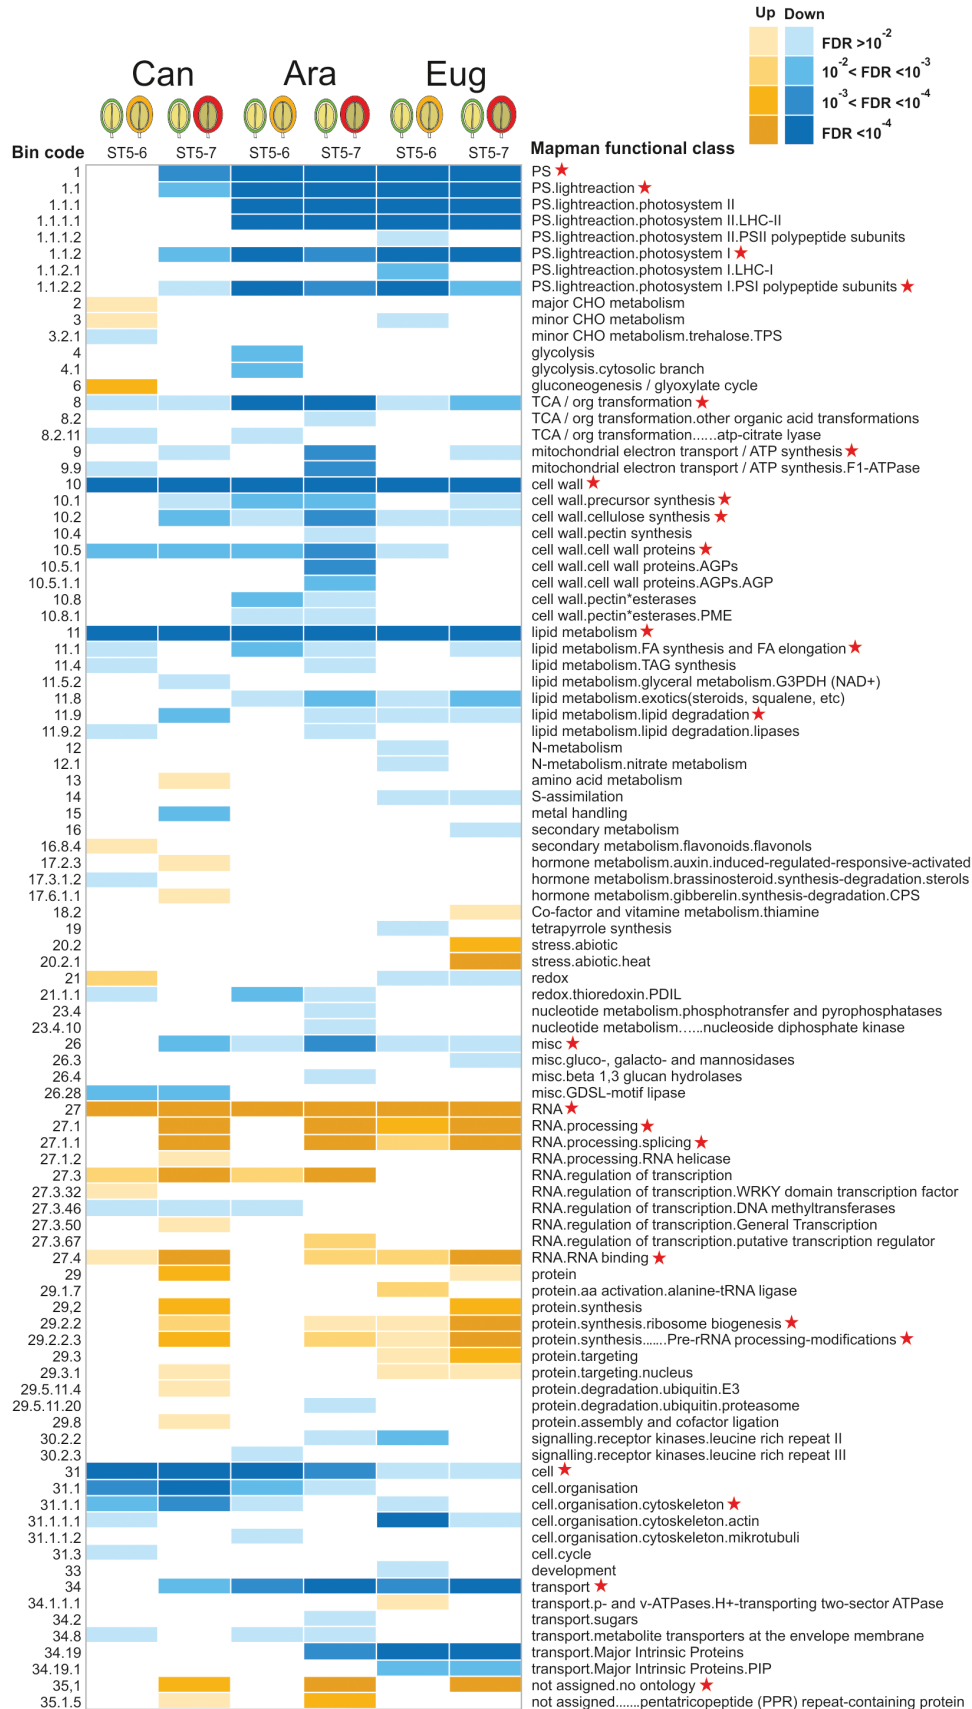 Up Down
FDR >10-2
10-2< FDR <10-3
10-3< FDR <10-4
FDR <10-4
Can Ara Eug
Bin code ST5-6 ST5-7 ST5-6 ST5-7 ST5-6 ST5-7 Mapman functional class
1 PS
1.1 PS.lightreaction
1.1.1 PS.lightreaction.photosystem II
1.1.1.1 PS.lightreaction.photosystem II.LHC-II
1.1.1.2 PS.lightreaction.photosystem II.PSII polypeptide subunits
1.1.2 PS.lightreaction.photosystem I
1.1.2.1 PS.lightreaction.photosystem I.LHC-I
1.1.2.2 PS.lightreaction.photosystem I.PSI polypeptide subunits
2 major CHO metabolism
3 minor CHO metabolism
3.2.1 minor CHO metabolism.trehalose.TPS
4 glycolysis
4.1 glycolysis.cytosolic branch
6 gluconeogenesis / glyoxylate cycle
8 TCA / org transformation
8.2 TCA / org transformation.other organic acid transformations
8.2.11 TCA / org transformation......atp-citrate lyase
9 mitochondrial electron transport / ATP synthesis
9.9 mitochondrial electron transport / ATP synthesis.F1-ATPase
10 cell wall
10.1 cell wall.precursor synthesis
10.2 cell wall.cellulose synthesis
10.4 cell wall.pectin synthesis
10.5 cell wall.cell wall proteins
10.5.1 cell wall.cell wall proteins.AGPs
10.5.1.1 cell wall.cell wall proteins.AGPs.AGP
10.8 cell wall.pectin*esterases
10.8.1 cell wall.pectin*esterases.PME
11 lipid metabolism
11.1 lipid metabolism.FA synthesis and FA elongation
11.4 lipid metabolism.TAG synthesis
11.5.2 lipid metabolism.glyceral metabolism.G3PDH (NAD+)
11.8 lipid metabolism.exotics(steroids, squalene, etc)
11.9 lipid metabolism.lipid degradation
11.9.2 lipid metabolism.lipid degradation.lipases
12 N-metabolism
12.1 N-metabolism.nitrate metabolism
13 amino acid metabolism
14 S-assimilation
15 metal handling
16 secondary metabolism
16.8.4 secondary metabolism.flavonoids.flavonols
17.2.3 hormone metabolism.auxin.induced-regulated-responsive-activated
17.3.1.2 hormone metabolism.brassinosteroid.synthesis-degradation.sterols
17.6.1.1 hormone metabolism.gibberelin.synthesis-degradation.CPS
18.2 Co-factor and vitamine metabolism.thiamine
19 tetrapyrrole synthesis
20.2 stress.abiotic
20.2.1 stress.abiotic.heat
21 redox
21.1.1 redox.thioredoxin.PDIL
23.4 nucleotide metabolism.phosphotransfer and pyrophosphatases
23.4.10 nucleotide metabolism......nucleoside diphosphate kinase
26 misc
26.3 misc.gluco-, galacto- and mannosidases
26.4 misc.beta 1,3 glucan hydrolases
26.28 misc.GDSL-motif lipase
27 RNA
27.1 RNA.processing
27.1.1 RNA.processing.splicing
27.1.2 RNA.processing.RNA helicase
27.3 RNA.regulation of transcription
27.3.32 RNA.regulation of transcription.WRKY domain transcription factor
27.3.46 RNA.regulation of transcription.DNA methyltransferases
27.3.50 RNA.regulation of transcription.General Transcription
27.3.67 RNA.regulation of transcription.putative transcription regulator
27.4 RNA.RNA binding
29 protein
29.1.7 protein.aa activation.alanine-tRNA ligase
29,2 protein.synthesis
29.2.2 protein.synthesis.ribosome biogenesis
29.2.2.3 protein.synthesis.......Pre-rRNA processing-modifications
29.3 protein.targeting
29.3.1 protein.targeting.nucleus
29.5.11.4 protein.degradation.ubiquitin.E3
29.5.11.20 protein.degradation.ubiquitin.proteasome
29.8 protein.assembly and cofactor ligation
30.2.2 signalling.receptor kinases.leucine rich repeat II
30.2.3 signalling.receptor kinases.leucine rich repeat III
31 cell
31.1 cell.organisation
31.1.1 cell.organisation.cytoskeleton
31.1.1.1 cell.organisation.cytoskeleton.actin
31.1.1.2 cell.organisation.cytoskeleton.mikrotubuli
31.3 cell.cycle
33 development
34 transport
34.1.1.1 transport.p- and v-ATPases.H+-transporting two-sector ATPase
34.2 transport.sugars
34.8 transport.metabolite transporters at the envelope membrane
34.19 transport.Major Intrinsic Proteins
34.19.1 transport.Major Intrinsic Proteins.PIP
35,1 not assigned.no ontology
35.1.5 not assigned.......pentatricopeptide (PPR) repeat-containing protein